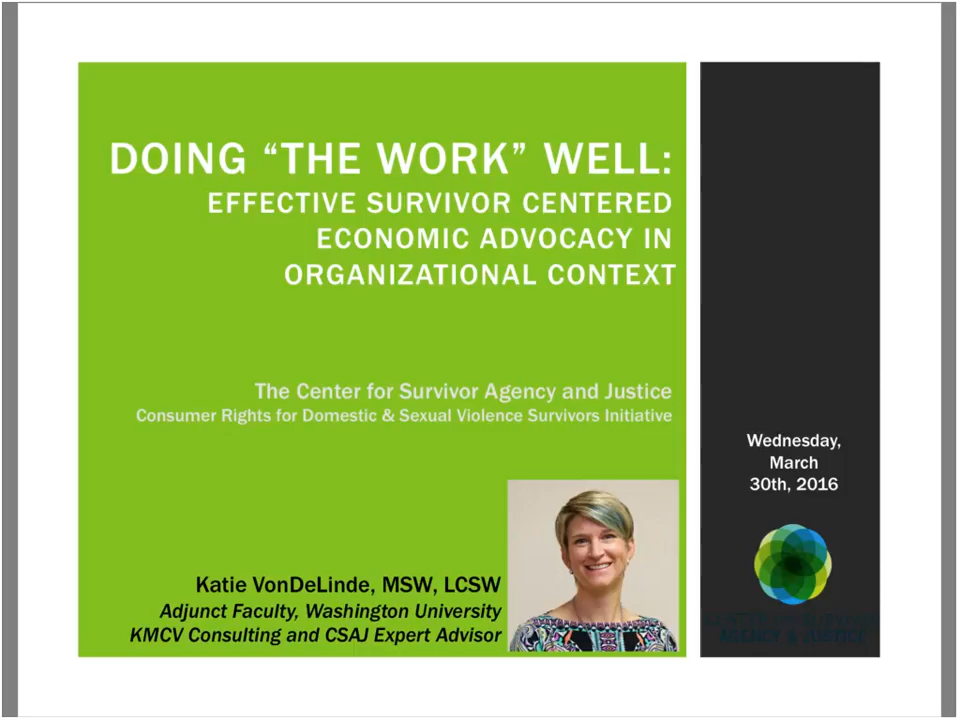 DOING “THE WORK” WELL:
EFFECTIVE SURVIVOR CENTERED
ECONOMIC ADVOCACY IN
ORGANIZATIONAL CONTEXT
The Center for Survivor Agency and Justice
Consumer Rights for Domestic & Sexual Violence Survivors Initiative
Katie VonDeLinde, MSW, LCSW
Adjunct Faculty, Washington University
KMCV Consulting and CSAJ Expert Advisor
Wednesday,
March
30th, 2016
AGENCY & JUSTICE